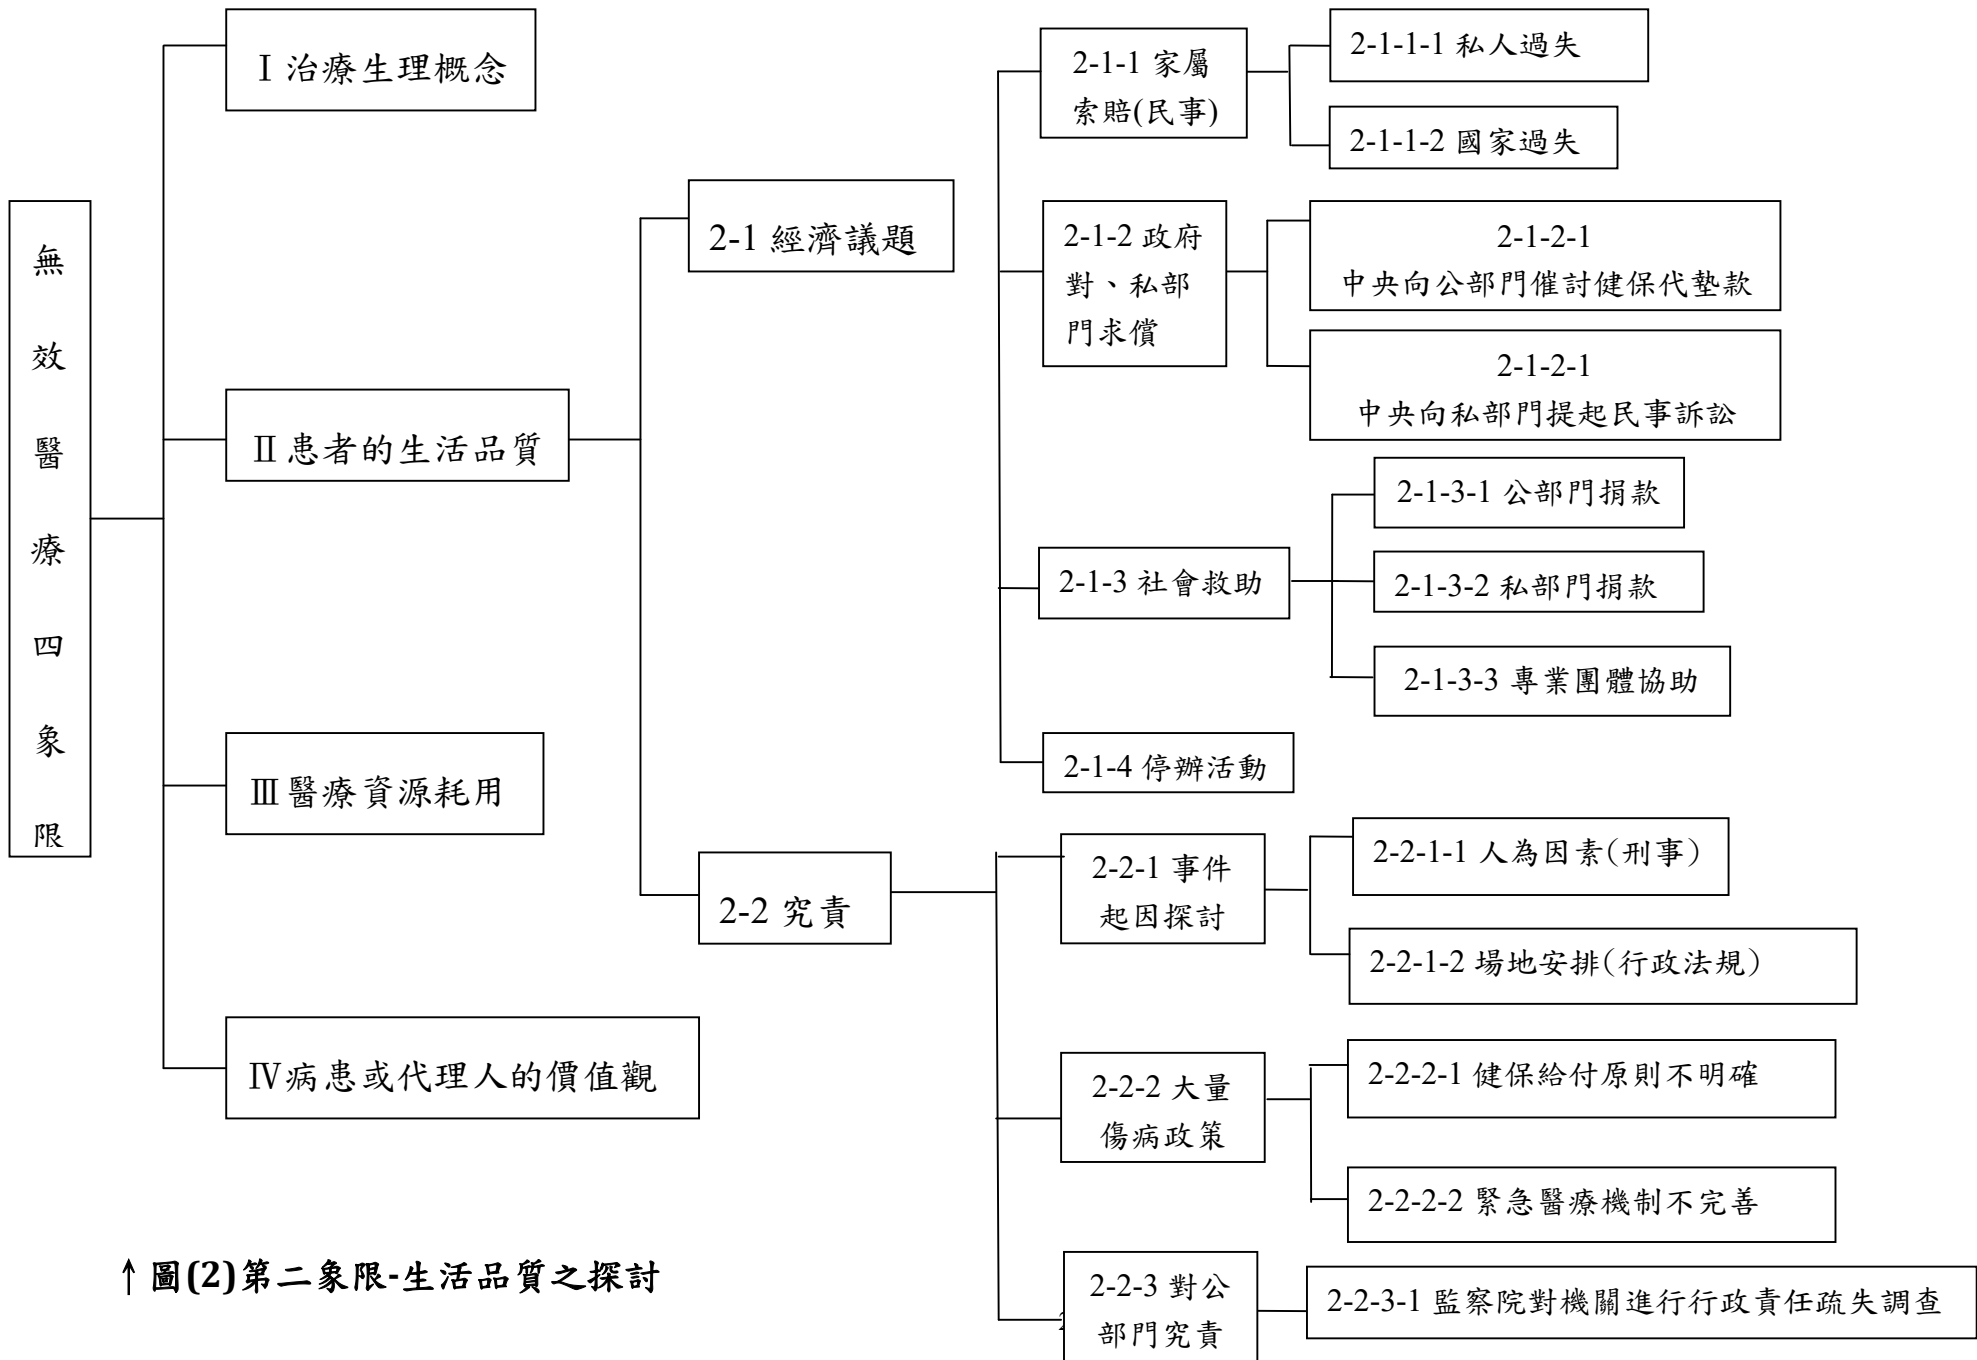 無效醫療四象限
Ⅰ治療生理概念
Ⅱ患者的生活品質
Ⅲ醫療資源耗用
Ⅳ病患或代理人的價值觀
2-1 經濟議題
2-2 究責
2-1-1 家屬
索賠(民事)
2-1-1-1 私人過失
2-1-1-2 國家過失
2-1-2 政府
對、私部
門求償
2-1-2-1
中央向公部門催討健保代墊款
2-1-2-1
中央向私部門提起民事訴訟
2-1-3 社會救助
2-1-3-1 公部門捐款
2-1-3-2 私部門捐款
2-1-3-3 專業團體協助
2-1-4 停辦活動
2-2-1 事件
起因探討
2-2-1-1 人為因素(刑事)
2-2-1-2 場地安排(行政法規)
2-2-2 大量
傷病政策
2-2-2-1 健保給付原則不明確
2-2-2-2 緊急醫療機制不完善
2-2-3 對公
部門究責
2-2-3-1 監察院對機關進行行政責任疏失調查
↑圖(2)第二象限-生活品質之探討